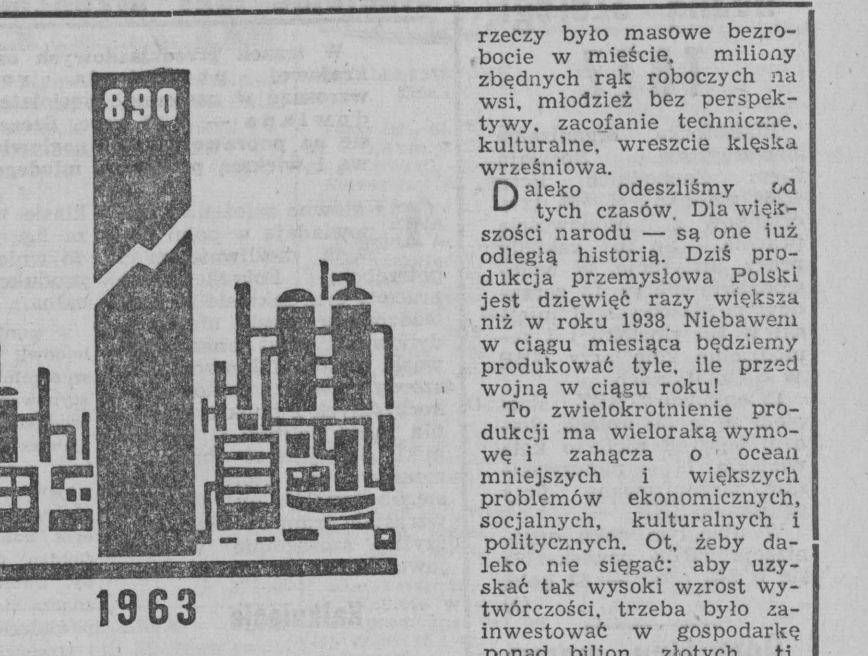 890
1963
rzeczy było masowe bezro-
bocie w mieście, miliony
zbędnych rąk roboczych na
wsi, młodzież bez perspek-
tywy, zacofanie techniczne,
kulturalne, wreszcie klęska
wrześniowa.
Daleko odeszliśmy od
tych czasów. Dla więk-
szości narodu — są one już
odległą historią. Dziś pro-
dukcja przemysłowa Polski
jest dziewięć razy większa
niż w roku 1938. Niebawem
w ciągu miesiąca będziemy
produkować tyle, ile przed
wojną w ciągu roku!
To zwielokrotnienie pro-
dukcji ma wieloraką wymo-
wę i zahącza o ocean
mniejszych i większych
problemów ekonomicznych,
socjalnych, kulturalnych i
politycznych. Ot, żeby da-
leko nie sięgać: aby uzy-
skać tak wysoki wzrost wy-
twórczości, trzeba było za-
inwestować w gospodarkę
ponad bilion złotych, tj.